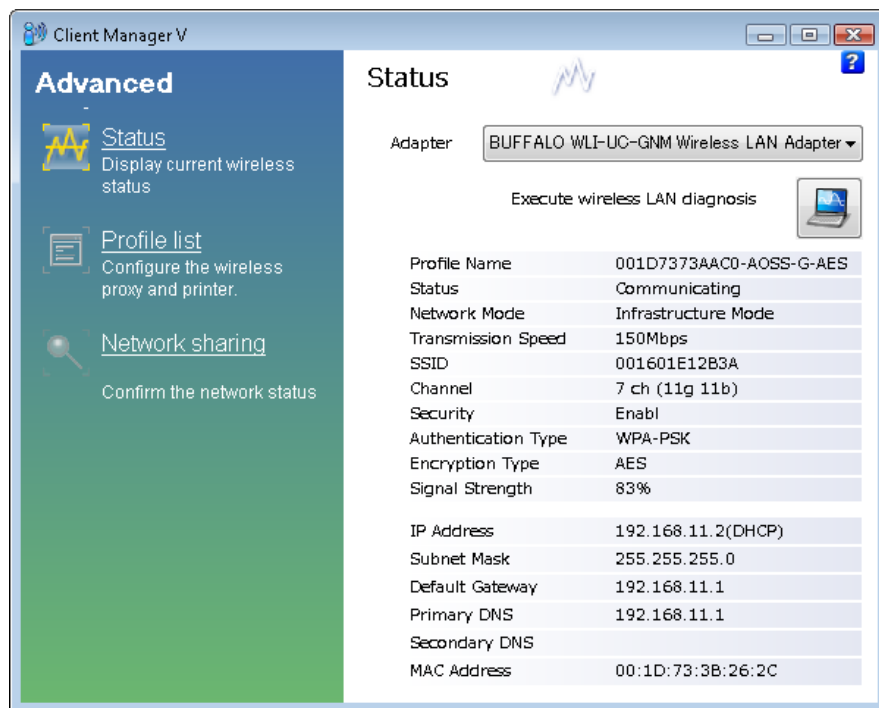 Client Manager V
Advanced
Status
Display current wireless
status
Profile list
Configure the wireless
proxy and printer.
Network sharing
Confirm the network status
Status
?
Adapter BUFFALO WLI-UC-GNM Wireless LAN Adapter
Execute wireless LAN diagnosis
Profile Name 001D7373AAC0-AOSS-G-AES
Status Communicating
Network Mode Infrastructure Mode
Transmission Speed 150Mbps
SSID 001601E12B3A
Channel 7 ch (11g 11b)
Security Enabl
Authentication Type WPA-PSK
Encryption Type AES
Signal Strength 83%
IP Address 192.168.11.2(DHCP)
Subnet Mask 255.255.255.0
Default Gateway 192.168.11.1
Primary DNS 192.168.11.1
Secondary DNS
MAC Address 00:1D:73:3B:26:2C